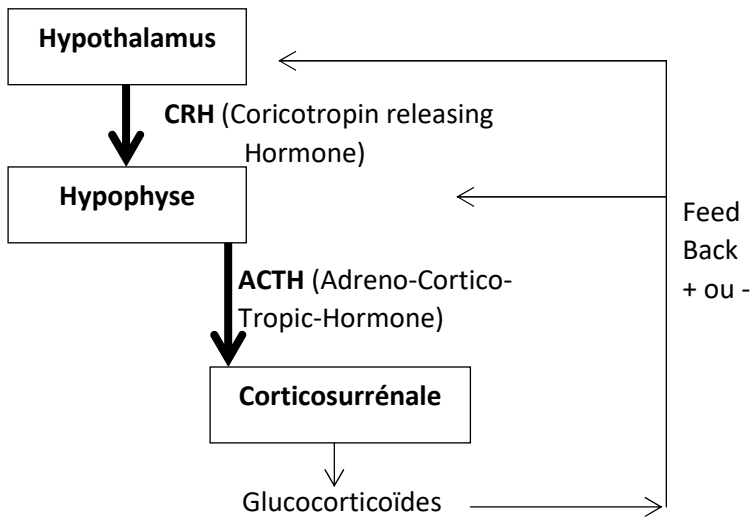 Hypothalamus
CRH (Coricotropin releasing
Hormone)
Hypophyse
Feed
Back
+ ou -
ACTH (Adreno-Cortico-
Tropic-Hormone)
Corticosurrénale
Glucocorticoïdes